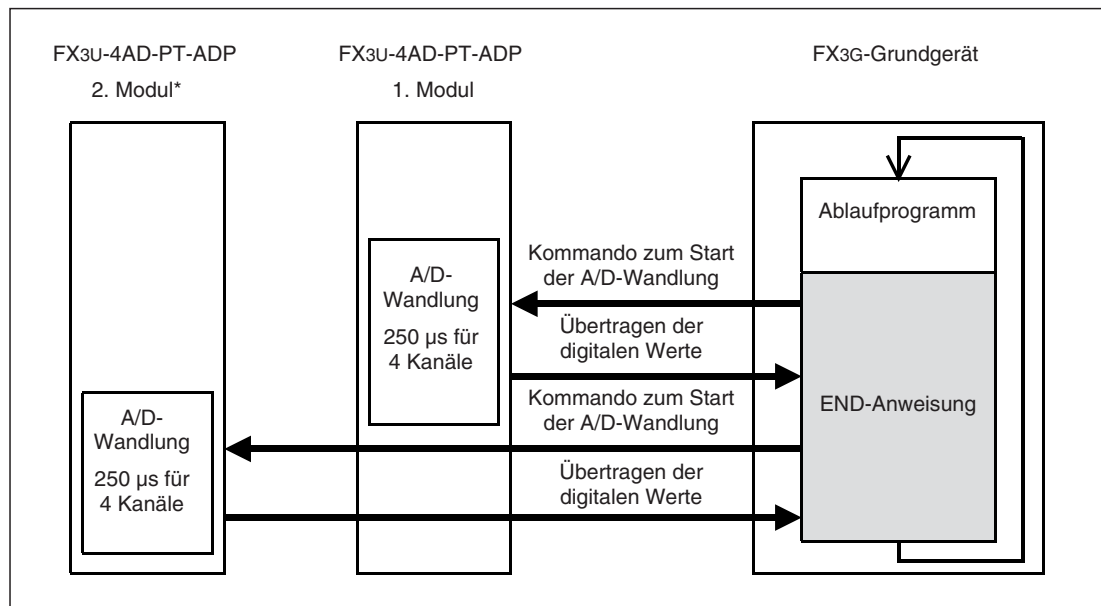 FX3U-4AD-PT-ADP
2. Modul*
FX3U-4AD-PT-ADP
1. Modul
FX3G-Grundgerät
Ablaufprogramm
Kommando zum Start
der A/D-Wandlung
A/D-
Wandlung
250 µs für
4 Kanäle
Übertragen der
digitalen Werte
Kommando zum Start
der A/D-Wandlung
END-Anweisung
A/D-
Wandlung
250 µs für
4 Kanäle
Übertragen der
digitalen Werte